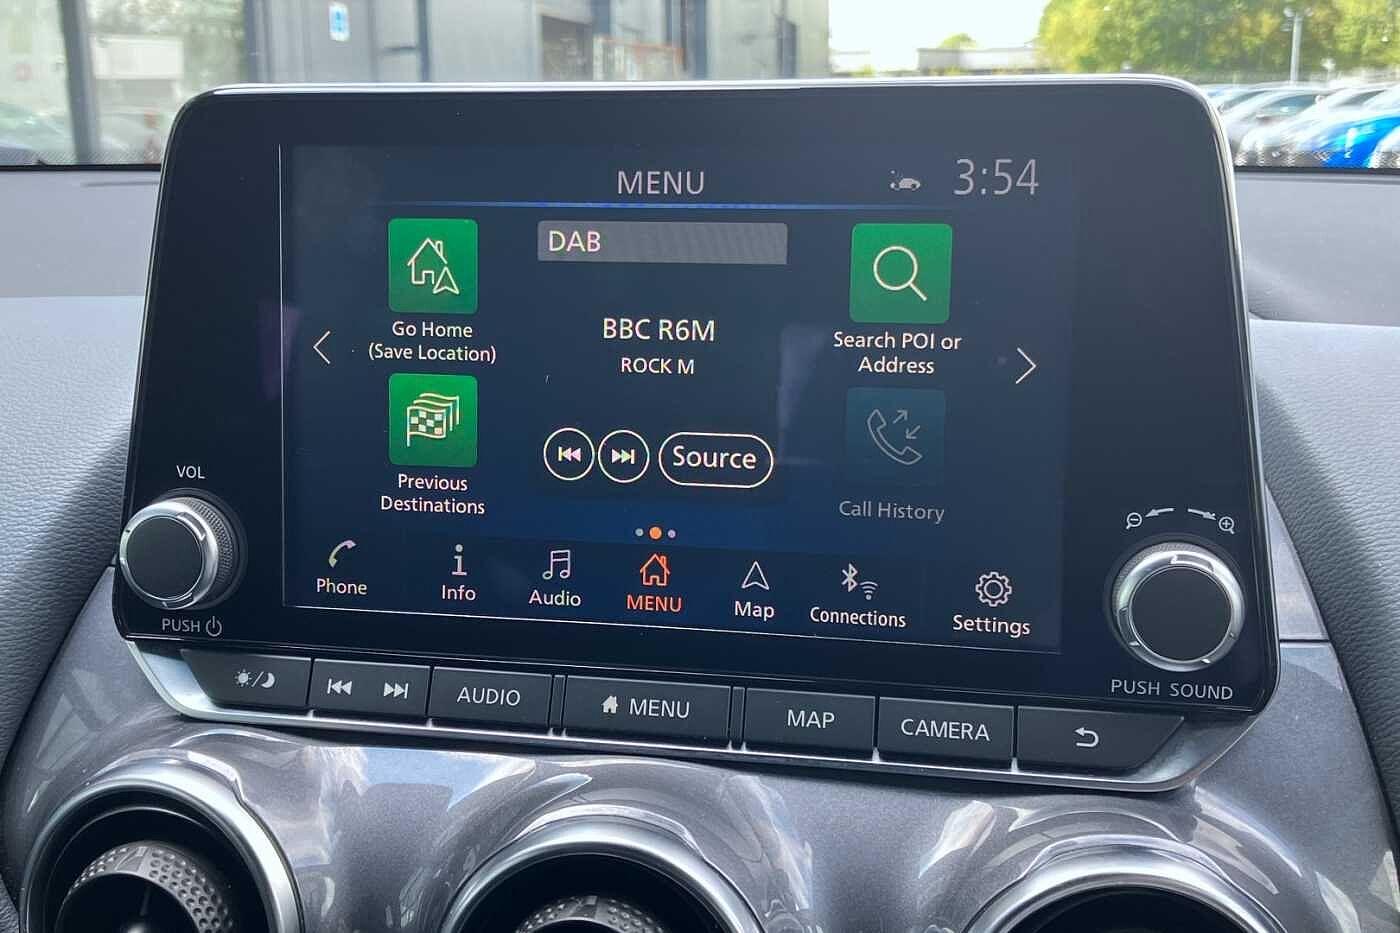 MENU
3:54
DAB
Go Home
(Save Location)
BBC R6M
ROCK M
Search POI or
Address
Previous
Destinations
Source
Call History
Phone
Info
Audio
MENU
Map
Connections
Settings
VOL
PUSH
PUSH SOUND
AUDIO
MENU
MAP
CAMERA